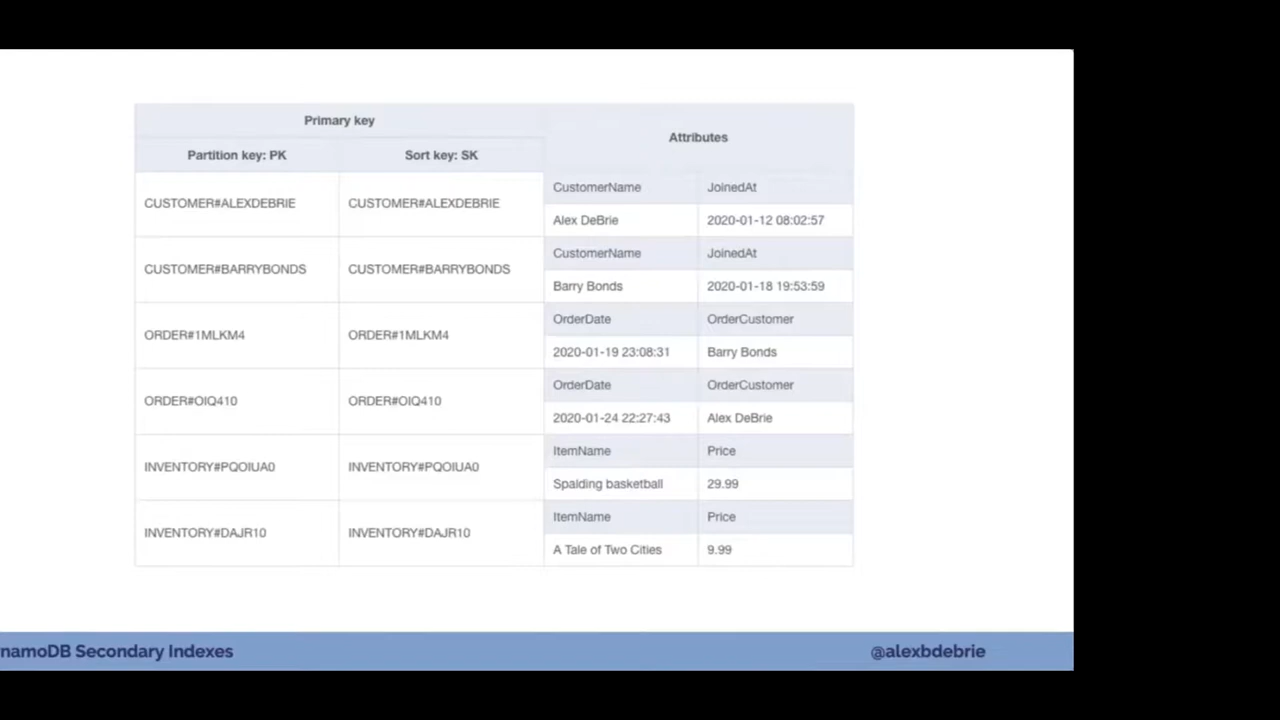 Primary key
Attributes
Partition key: PK Sort key: SK
CUSTOMER#ALEXDEBRIE CUSTOMER#ALEXDEBRIE CustomerName JoinedAt
Alex DeBrie 2020-01-12 08:02:57
CUSTOMER#BARRYBONDS CUSTOMER#BARRYBONDS CustomerName JoinedAt
Barry Bonds 2020-01-18 19:53:59
ORDER#1MLKM4 ORDER#1MLKM4 OrderDate OrderCustomer
2020-01-19 23:08:31 Barry Bonds
ORDER#OIQ410 ORDER#OIQ410 OrderDate OrderCustomer
2020-01-24 22:27:43 Alex DeBrie
INVENTORY#PQOIUA0 INVENTORY#PQOIUA0 ItemName Price
Spalding basketball 29.99
INVENTORY#DAJR10 INVENTORY#DAJR10 ItemName Price
A Tale of Two Cities 9.99
namoDB Secondary Indexes @alexbdebrie